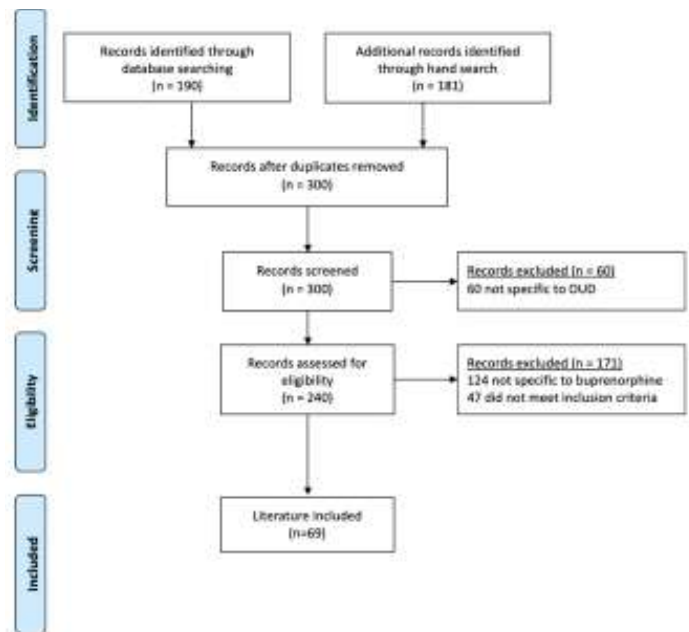 Identification
Records identified through
database searching
(n = 190)
Additional records identified
through hand search
(n = 181)
Records after duplicates removed
(n = 300)
Screening
Records screened
(n = 300)
Records excluded (n = 60)
60 not specific to OUD
Eligibility
Records assessed for
eligibility
(n = 240)
Records excluded (n = 171)
124 not specific to buprenorphine
47 did not meet inclusion criteria
Included
Literature Included
(n=69)